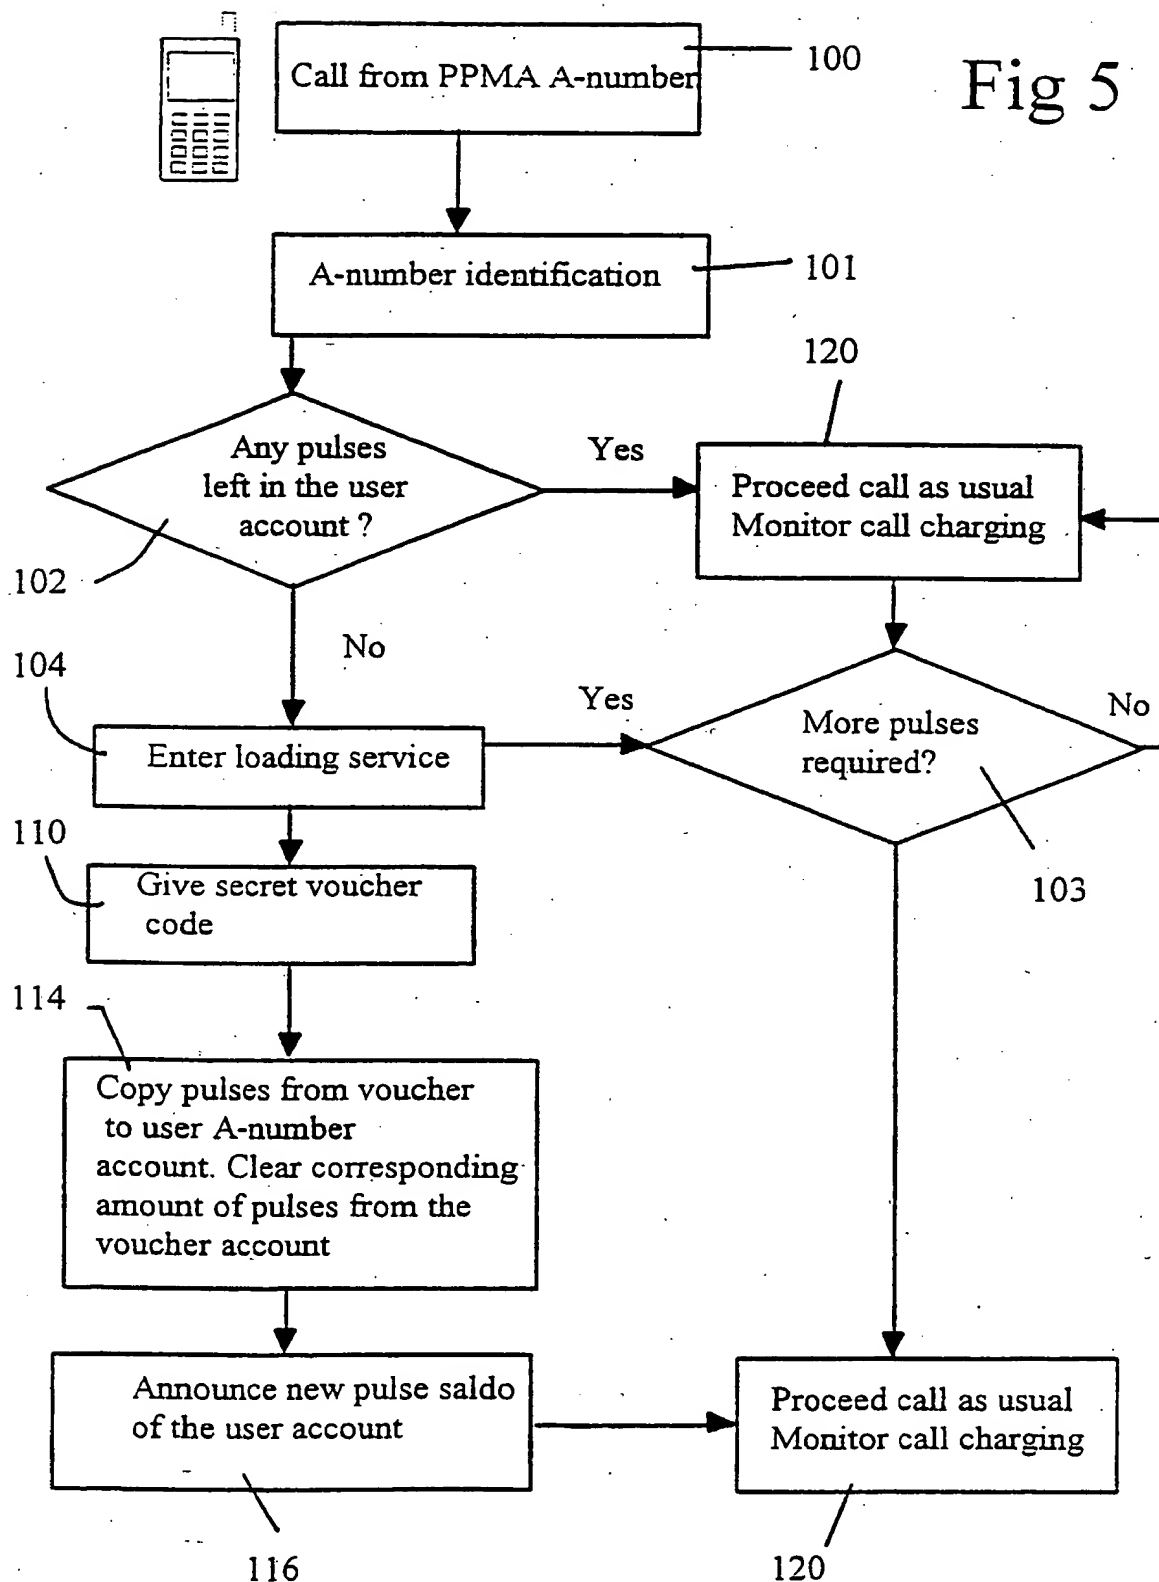 Fig 5
Call from PPMA A-number
100
A-number identification
101
120
Any pulses
left in the user
account ?
Yes
Proceed call as usual
Monitor call charging
102
No
104
Enter loading service
Yes
More pulses
required?
No
103
110
Give secret voucher
code
114
Copy pulses from voucher
to user A-number
account. Clear corresponding
amount of pulses from the
voucher account
Announce new pulse saldo
of the user account
Proceed call as usual
Monitor call charging
116
120